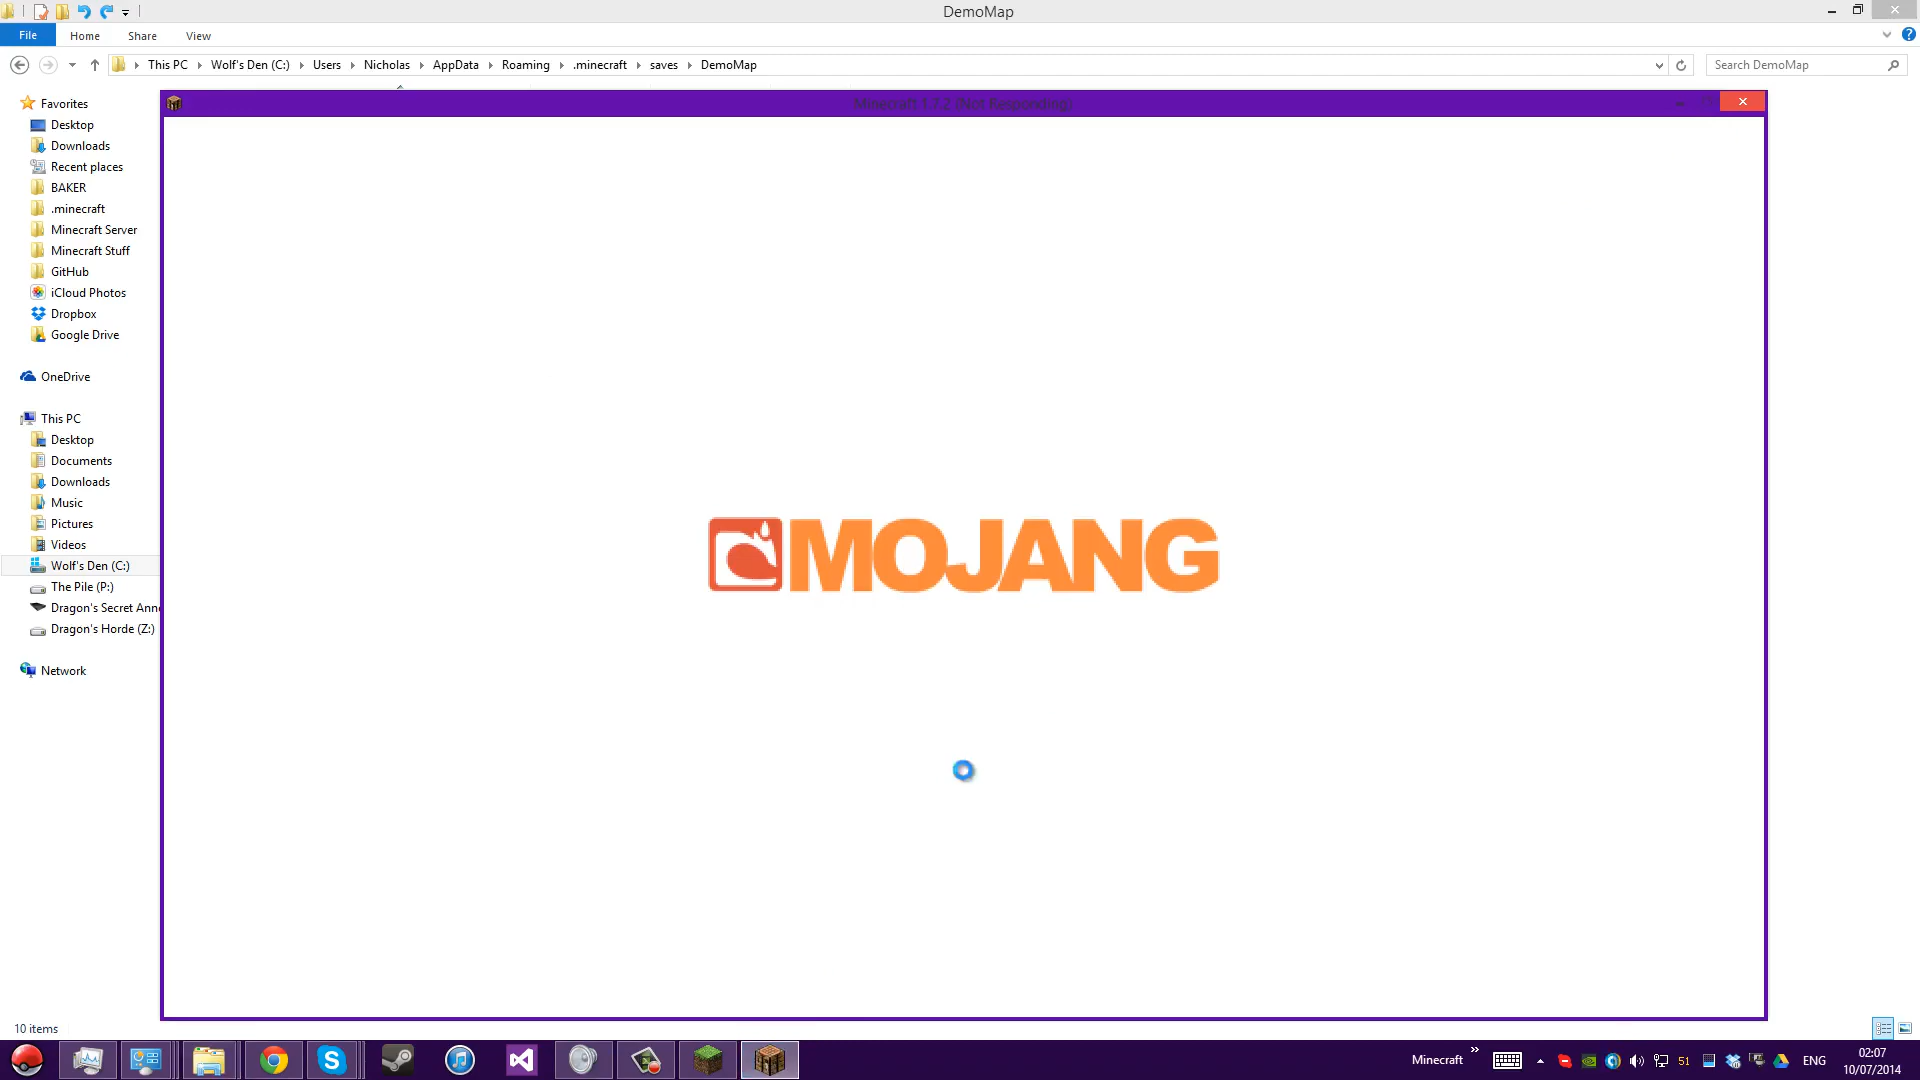 DemoMap
File Home Share View
This PC Wolf's Den (C:) Users Nicholas AppData Roaming .minecraft saves DemoMap
Search DemoMap
Minecraft 1.7.2 (Not Responding)
Favorites
Desktop
Downloads
Recent places
BAKER
.minecraft
Minecraft Server
Minecraft Stuff
GitHub
iCloud Photos
Dropbox
Google Drive
OneDrive
This PC
Desktop
Documents
Downloads
Music
Pictures
Videos
Wolf's Den (C:)
The Pile (P:)
Dragon's Secret Anne
Dragon's Horde (Z:)
Network
MOJANG
10 items
Minecraft
51
ENG
02:07
10/07/2014